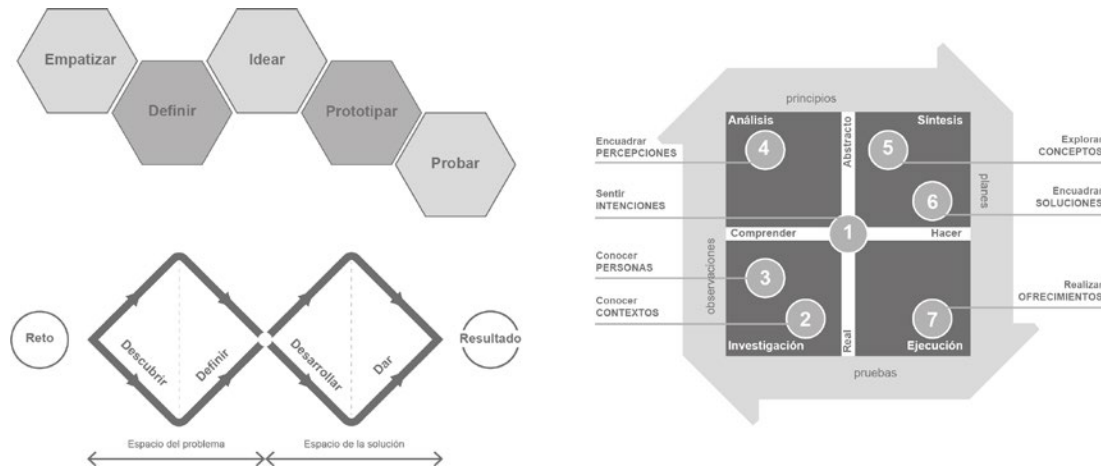 Empatizar
Definir
Idear
Prototipar
Probar
Reto
Descubrir
Definir
Desarrollar
Dar
Resultado
Espacio del problema
Espacio de la solución
principios
observaciones
planes
pruebas
Análisis
Síntesis
Investigación
Ejecución
Abstracto
Real
Comprender
Hacer
4
5
6
1
3
2
7
Encuadrar
PERCEPCIONES
Sentir
INTENCIONES
Conocer
PERSONAS
Conocer
CONTEXTOS
Explorar
CONCEPTOS
Encuadrar
SOLUCIONES
Realizar
OFRECIMIENTOS